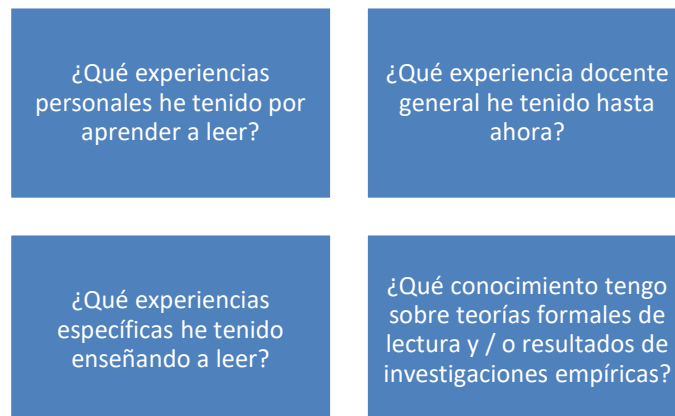 ¿Qué experiencias
personales he tenido por
aprender a leer?
¿Qué experiencia docente
general he tenido hasta
ahora?
¿Qué experiencias
específicas he tenido
enseñando a leer?
¿Qué conocimiento tengo
sobre teorías formales de
lectura y / o resultados de
investigaciones empíricas?